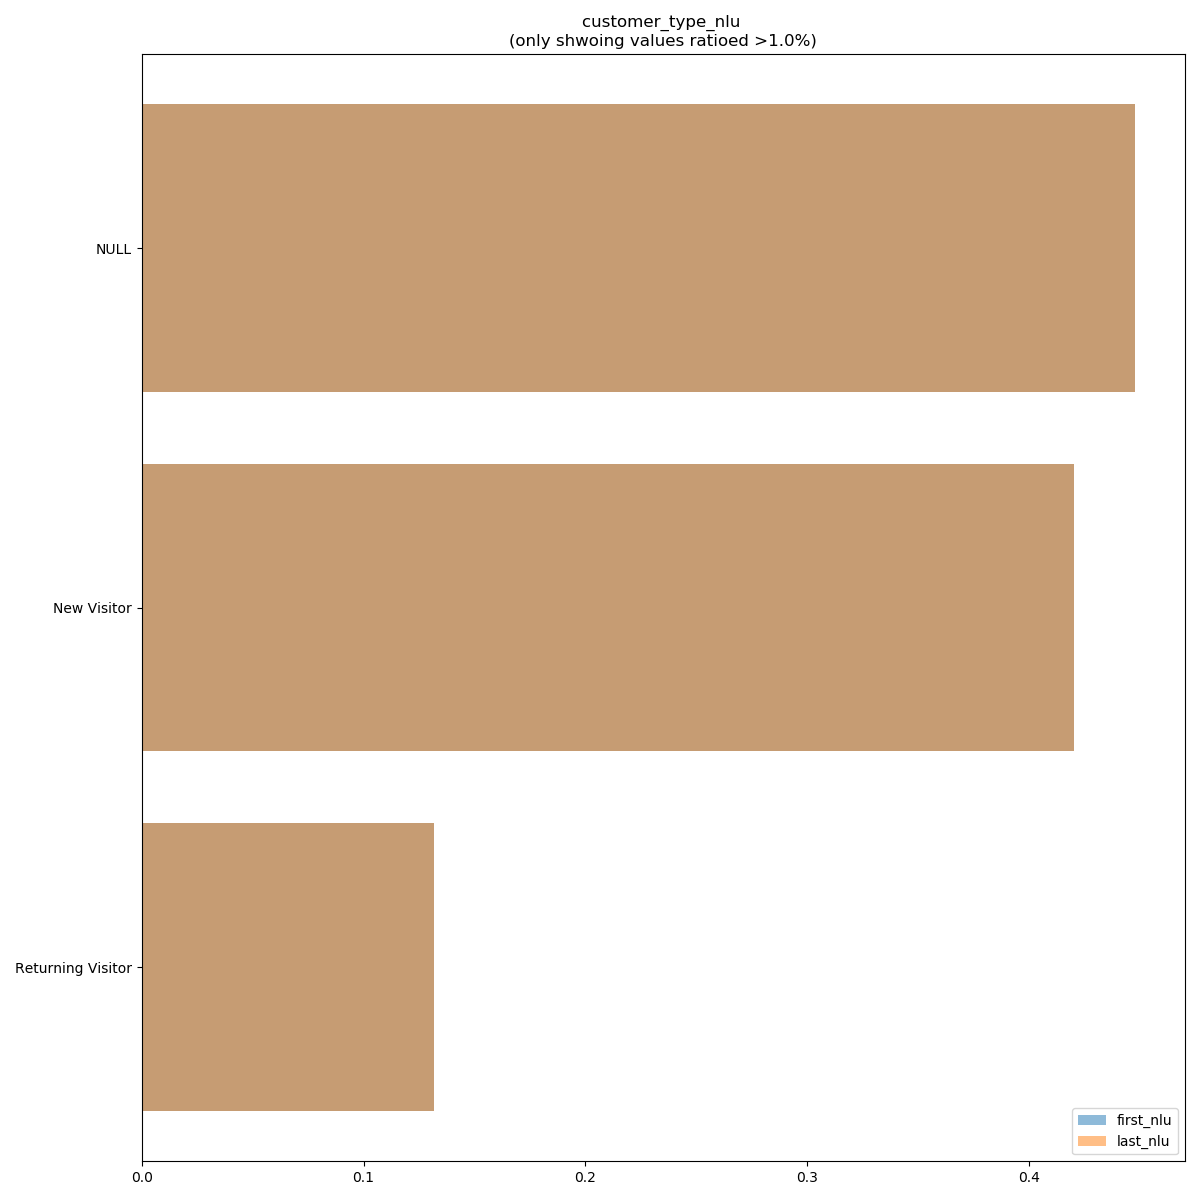 customer_type_nlu
(only shwoing values ratioed >1.0%)
NULL
New Visitor
Returning Visitor
first_nlu
last_nlu
0.0 0.1 0.2 0.3 0.4